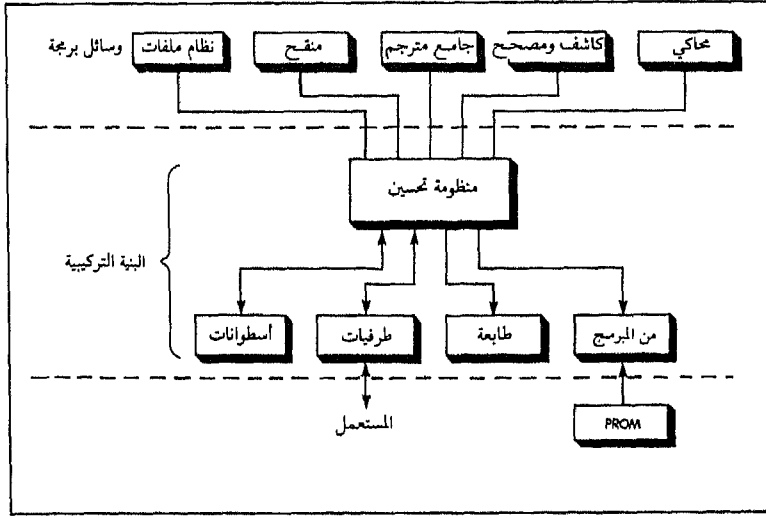 محاكي
كاشف ومصحح
جامع مترجم
منقح
نظام ملفات
وسائل برمجة
منظومة تحسين
البنية التركيبية
من المبرمج
طابعة
طرفيات
أسطوانات
PROM
المستعمل